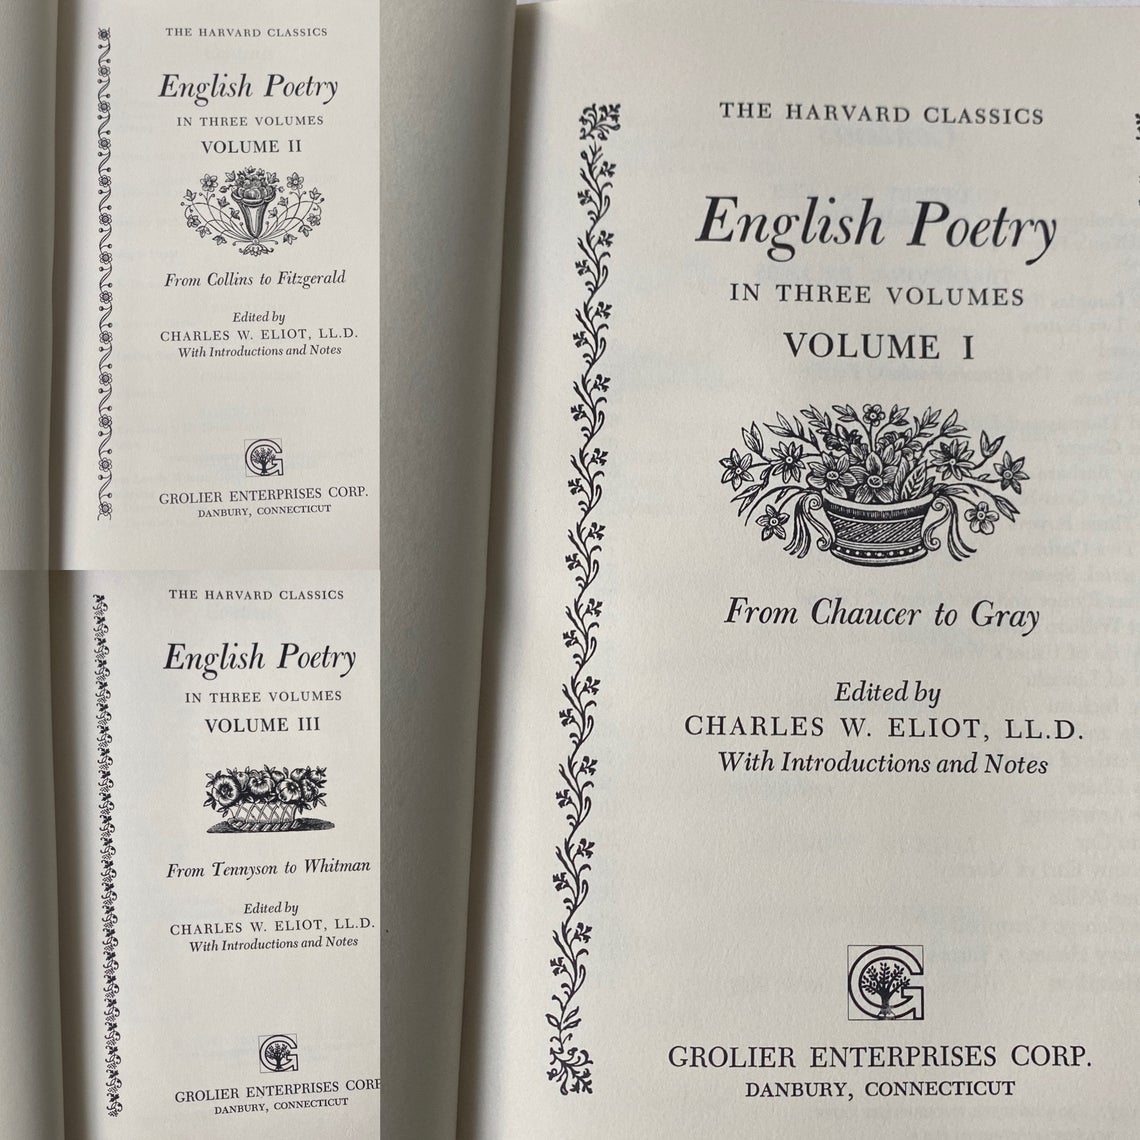 THE HARVARD CLASSICS
English Poetry
IN THREE VOLUMES
VOLUME II
From Collins to Fitzgerald
Edited by
CHARLES W. ELIOT, LL.D.
With Introductions and Notes
G
GROLIER ENTERPRISES CORP.
DANBURY, CONNECTICUT
THE HARVARD CLASSICS
English Poetry
IN THREE VOLUMES
VOLUME III
From Tennyson to Whitman
Edited by
CHARLES W. ELIOT, LL.D.
With Introductions and Notes
G
GROLIER ENTERPRISES CORP
DANBURY, CONNECTICUT
THE HARVARD CLASSICS
English Poetry
IN THREE VOLUMES
VOLUME I
From Chaucer to Gray
Edited by
CHARLES W. ELIOT, LL.D.
With Introductions and Notes
G
GROLIER ENTERPRISES CORP.
DANBURY, CONNECTICUT